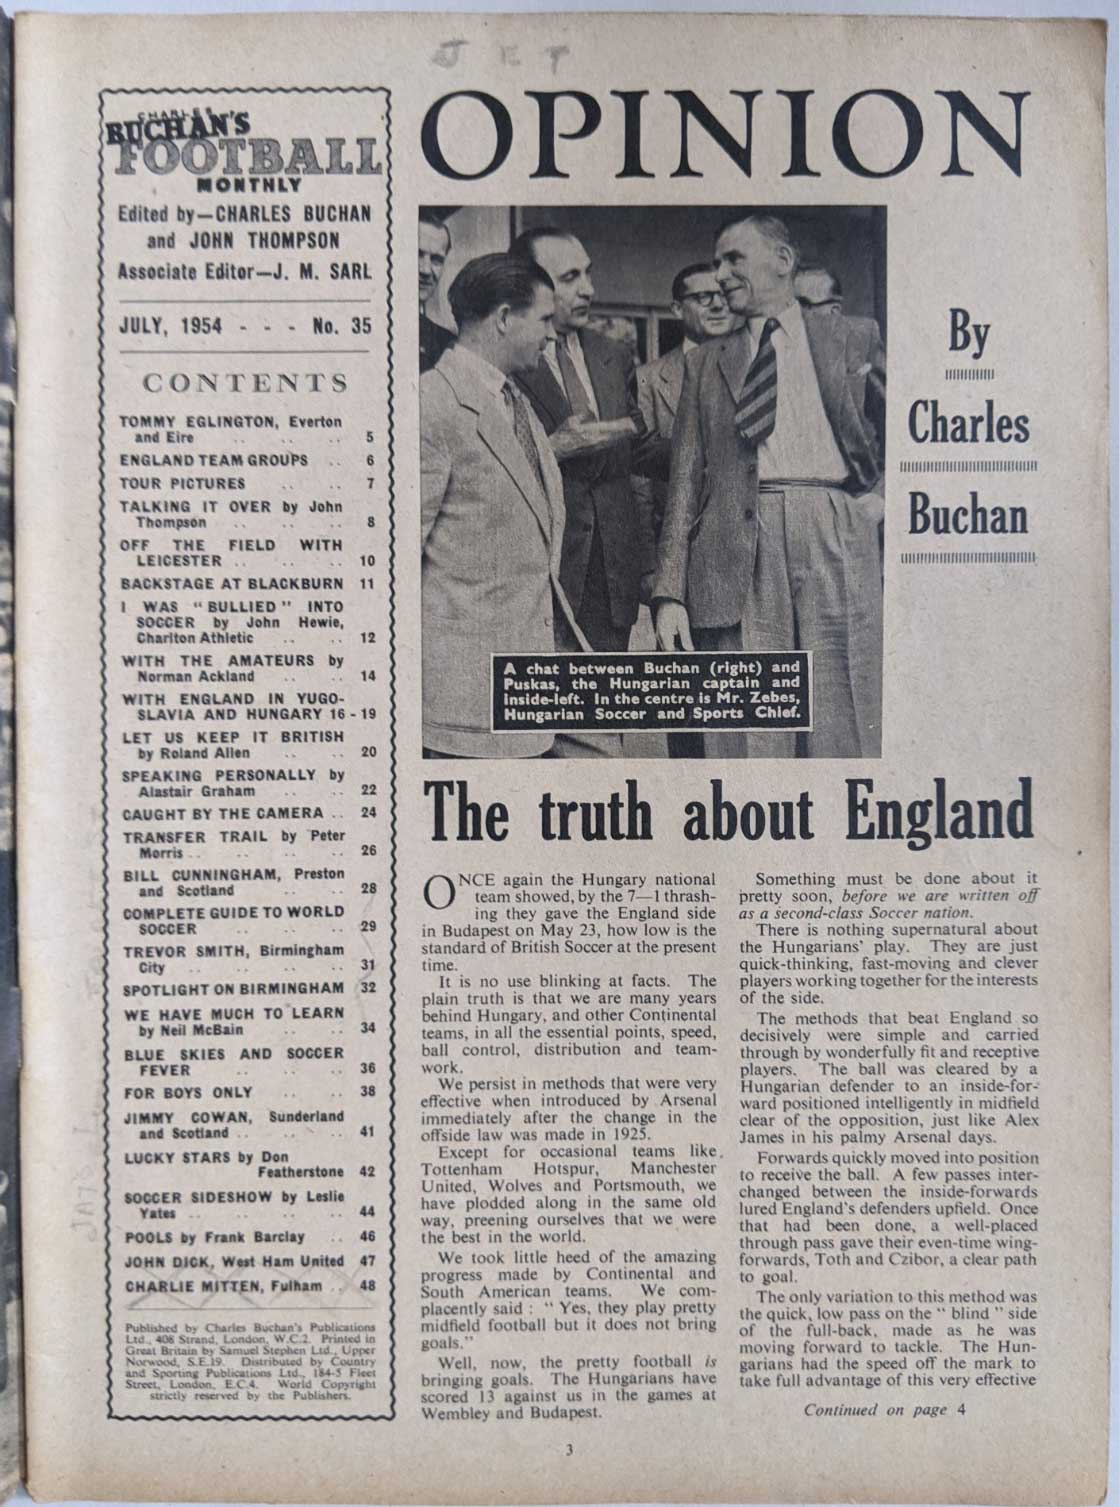 J E T
CHARLES
BUCHAN'S
FOOTBALL
MONTHLY
Edited by—CHARLES BUCHAN
and JOHN THOMPSON
Associate Editor—J. M. SARL
JULY, 1954 - - - No. 35
CONTENTS
TOMMY EGLINGTON, Everton
and Eire .. .. .. 5
ENGLAND TEAM GROUPS .. 6
TOUR PICTURES .. .. 7
TALKING IT OVER by John
Thompson .. .. .. 8
OFF THE FIELD WITH
LEICESTER .. .. .. 10
BACKSTAGE AT BLACKBURN 11
I WAS "BULLIED" INTO
SOCCER by John Hewie,
Charlton Athletic .. .. 12
WITH THE AMATEURS by
Norman Ackland .. .. 14
WITH ENGLAND IN YUGO-
SLAVIA AND HUNGARY 16-19
LET US KEEP IT BRITISH
by Roland Allen .. .. 20
SPEAKING PERSONALLY by
Alastair Graham .. .. 22
CAUGHT BY THE CAMERA .. 24
TRANSFER TRAIL by Peter
Morris .. .. .. .. 26
BILL CUNNINGHAM, Preston
and Scotland .. .. 28
COMPLETE GUIDE TO WORLD
SOCCER .. .. .. 29
TREVOR SMITH, Birmingham
City .. .. .. .. 31
SPOTLIGHT ON BIRMINGHAM 32
WE HAVE MUCH TO LEARN
by Neil McBain .. .. 34
BLUE SKIES AND SOCCER
FEVER .. .. .. 36
FOR BOYS ONLY .. .. 38
JIMMY COWAN, Sunderland
and Scotland .. .. .. 41
LUCKY STARS by Don
Featherstone 42
SOCCER SIDESHOW by Leslie
Yates .. .. .. .. 44
POOLS by Frank Barclay .. 46
JOHN DICK, West Ham United 47
CHARLIE MITTEN, Fulham .. 48
Published by Charles Buchan's Publications
Ltd., 408 Strand, London, W.C.2. Printed in
Great Britain by Samuel Stephen Ltd., Upper
Norwood, S.E.19. Distributed by Country
and Sporting Publications Ltd., 184-5 Fleet
Street, London, E.C.4. World Copyright
strictly reserved by the Publishers.
OPINION
By
Charles
Buchan
A chat between Buchan (right) and
Puskas, the Hungarian captain and
inside-left. In the centre is Mr. Zebes,
Hungarian Soccer and Sports Chief.
The truth about England
ONCE again the Hungary national
team showed, by the 7—1 thrash-
ing they gave the England side
in Budapest on May 23, how low is the
standard of British Soccer at the present
time.
It is no use blinking at facts. The
plain truth is that we are many years
behind Hungary, and other Continental
teams, in all the essential points, speed,
ball control, distribution and team-
work.
We persist in methods that were very
effective when introduced by Arsenal
immediately after the change in the
offside law was made in 1925.
Except for occasional teams like
Tottenham Hotspur, Manchester
United, Wolves and Portsmouth, we
have plodded along in the same old
way, preening ourselves that we were
the best in the world.
We took little heed of the amazing
progress made by Continental and
South American teams. We com-
placently said : " Yes, they play pretty
midfield football but it does not bring
goals."
Well, now, the pretty football is
bringing goals. The Hungarians have
scored 13 against us in the games at
Wembley and Budapest.
Something must be done about it
pretty soon, before we are written off
as a second-class Soccer nation.
There is nothing supernatural about
the Hungarians' play. They are just
quick-thinking, fast-moving and clever
players working together for the interests
of the side.
The methods that beat England so
decisively were simple and carried
through by wonderfully fit and receptive
players. The ball was cleared by a
Hungarian defender to an inside-for-
ward positioned intelligently in midfield
clear of the opposition, just like Alex
James in his palmy Arsenal days.
Forwards quickly moved into position
to receive the ball. A few passes inter-
changed between the inside-forwards
lured England's defenders upfield. Once
that had been done, a well-placed
through pass gave their even-time wing-
forwards, Toth and Czibor, a clear path
to goal.
The only variation to this method was
the quick, low pass on the " blind " side
of the full-back, made as he was
moving forward to tackle. The Hun-
garians had the speed off the mark to
take full advantage of this very effective
Continued on page 4
3